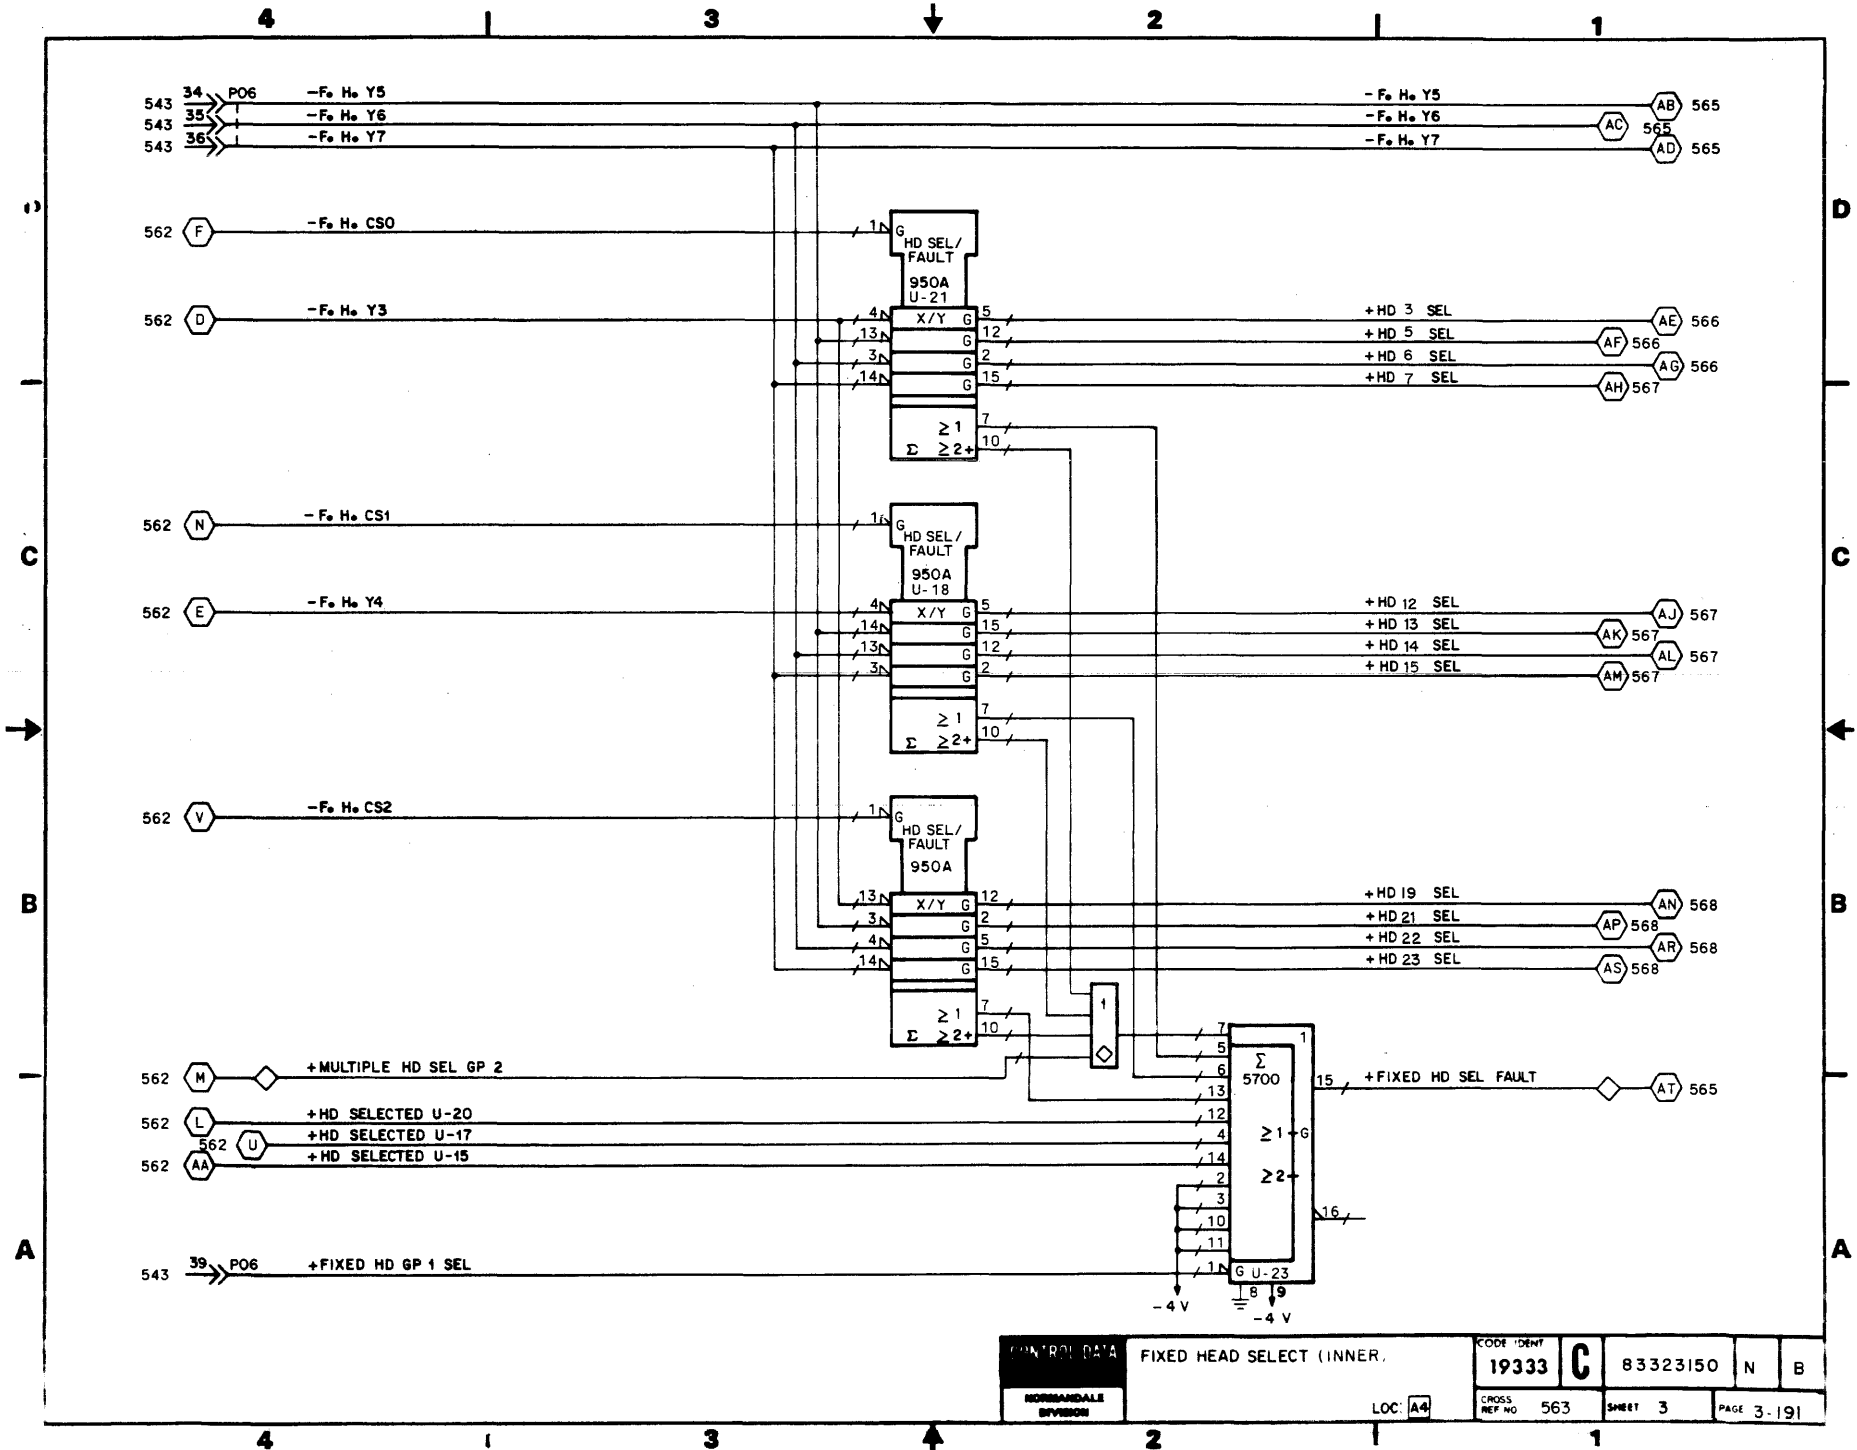 4 3 2 1
543 34 PO6 -F. H. Y5 -F. H. Y5 AB 565
543 35 -F. H. Y6 -F. H. Y6 AC 565
543 36 -F. H. Y7 -F. H. Y7 AD 565
D
562 F -F. H. CS0 1 G
HD SEL/
FAULT
950A
U-21
562 D -F. H. Y3 4 X/Y G 5 +HD 3 SEL AE 566
13 G 12 +HD 5 SEL AF 566
3 G 2 +HD 6 SEL AG 566
14 G 15 +HD 7 SEL AH 567
≥1 7
Σ ≥2+ 10
562 N -F. H. CS1 1 G
HD SEL/
FAULT
C C
950A
U-18
562 E -F. H. Y4 4 X/Y G 5 +HD 12 SEL AJ 567
14 G 15 +HD 13 SEL AK 567
13 G 12 +HD 14 SEL AL 567
3 G 2 +HD 15 SEL AM 567
≥1 7
Σ ≥2+ 10
562 V -F. H. CS2 1 G
HD SEL/
FAULT
950A
B B
13 X/Y G 12 +HD 19 SEL AN 568
3 G 2 +HD 21 SEL AP 568
4 G 5 +HD 22 SEL AR 568
14 G 15 +HD 23 SEL AS 568
1
≥1 7
Σ ≥2+ 10 7 1
5 Σ
562 M +MULTIPLE HD SEL GP 2 6 5700 15 +FIXED HD SEL FAULT AT 565
13
562 L +HD SELECTED U-20 12
562 U +HD SELECTED U-17 4 ≥1 G
562 AA +HD SELECTED U-15 14
2 ≥2
3
10 16
11
A A
543 39 PO6 +FIXED HD GP 1 SEL 1 G U-23
8 9
-4 V -4 V
CONTROL DATA
NORMANDALE
DIVISION
FIXED HEAD SELECT (INNER.
LOC: A4
CODE IDENT
19333 C 83323150 N B
CROSS
REF NO 563 SHEET 3 PAGE 3-191
4 3 2 1